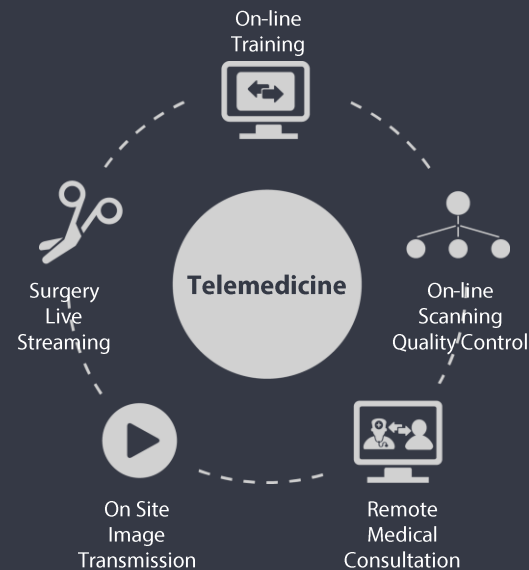 On-line
Training
Telemedicine
Surgery
Live
Streaming
On-line
Scanning
Quality Control
On Site
Image
Transmission
Remote
Medical
Consultation